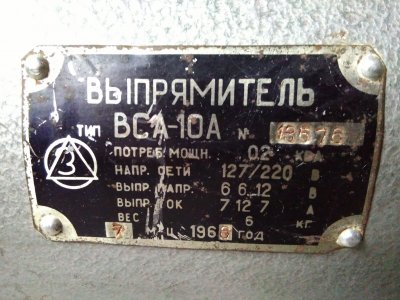 ВЫПРЯМИТЕЛЬ
ТИП ВСА-10А №
З
ПОТРЕБ. МОЩН. 0,2 КВА
НАПР. СЕТИ 127/220 В
ВЫПР. НАПР. 6 6.12 В
ВЫПР. ТОК 7 12 7 А
ВЕС 6 КГ
7 196 ГОД